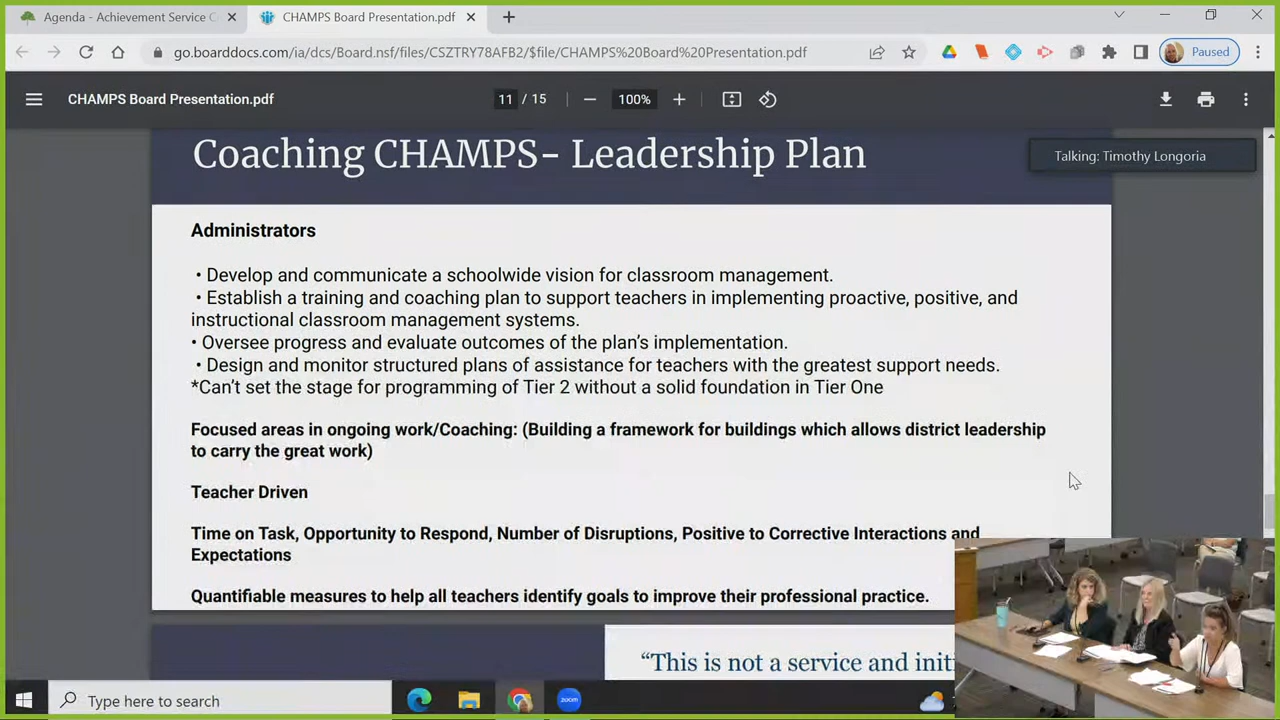 Agenda - Achievement Service C
CHAMPS Board Presentation.pdf
go.boarddocs.com/ia/dcs/Board.nsf/files/CSZTRY78AFB2/$file/CHAMPS%20Board%20Presentation.pdf
Paused
CHAMPS Board Presentation.pdf
11 / 15
100%
Coaching CHAMPS- Leadership Plan
Talking: Timothy Longoria
Administrators
• Develop and communicate a schoolwide vision for classroom management.
• Establish a training and coaching plan to support teachers in implementing proactive, positive, and
instructional classroom management systems.
• Oversee progress and evaluate outcomes of the plan's implementation.
• Design and monitor structured plans of assistance for teachers with the greatest support needs.
*Can't set the stage for programming of Tier 2 without a solid foundation in Tier One
Focused areas in ongoing work/Coaching: (Building a framework for buildings which allows district leadership
to carry the great work)
Teacher Driven
Time on Task, Opportunity to Respond, Number of Disruptions, Positive to Corrective Interactions and
Expectations
Quantifiable measures to help all teachers identify goals to improve their professional practice.
“This is not a service and initi
Type here to search
zoom